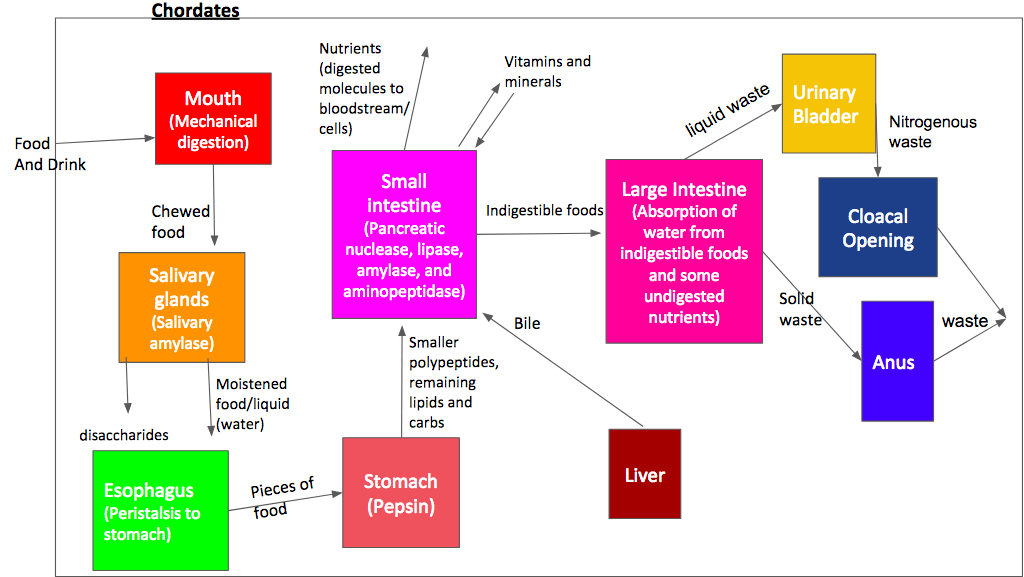 Chordates
Food
And Drink
Mouth
(Mechanical
digestion)
Chewed
food
Salivary
glands
(Salivary
amylase)
disaccharides
Moistened
food/liquid
(water)
Esophagus
(Peristalsis to
stomach)
Pieces of
food
Stomach
(Pepsin)
Smaller
polypeptides,
remaining
lipids and
carbs
Small
intestine
(Pancreatic
nuclease, lipase,
amylase, and
aminopeptidase)
Nutrients
(digested
molecules to
bloodstream/
cells)
Vitamins and
minerals
Bile
Liver
Indigestible foods
Large Intestine
(Absorption of
water from
indigestible foods
and some
undigested
nutrients)
liquid waste
Urinary
Bladder
Nitrogenous
waste
Cloacal
Opening
Solid
waste
Anus
waste